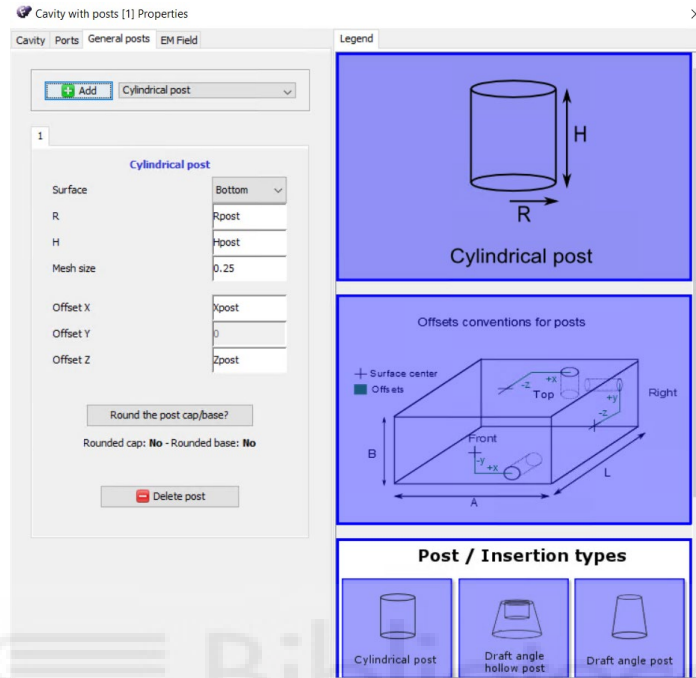 Cavity with posts [1] Properties
Cavity Ports General posts EM Field
Add Cylindrical post
1
Cylindrical post
Surface Bottom
R Rpost
H Hpost
Mesh size 0.25
Offset X Xpost
Offset Y 0
Offset Z Zpost
Round the post cap/base?
Rounded cap: No - Rounded base: No
Delete post
Legend
H
R
Cylindrical post
Offsets conventions for posts
Surface center
Offsets
-z +x
Top
+y
-z
Right
Front
-y
+x
B
A
L
Post / Insertion types
Cylindrical post
Draft angle
hollow post
Draft angle post